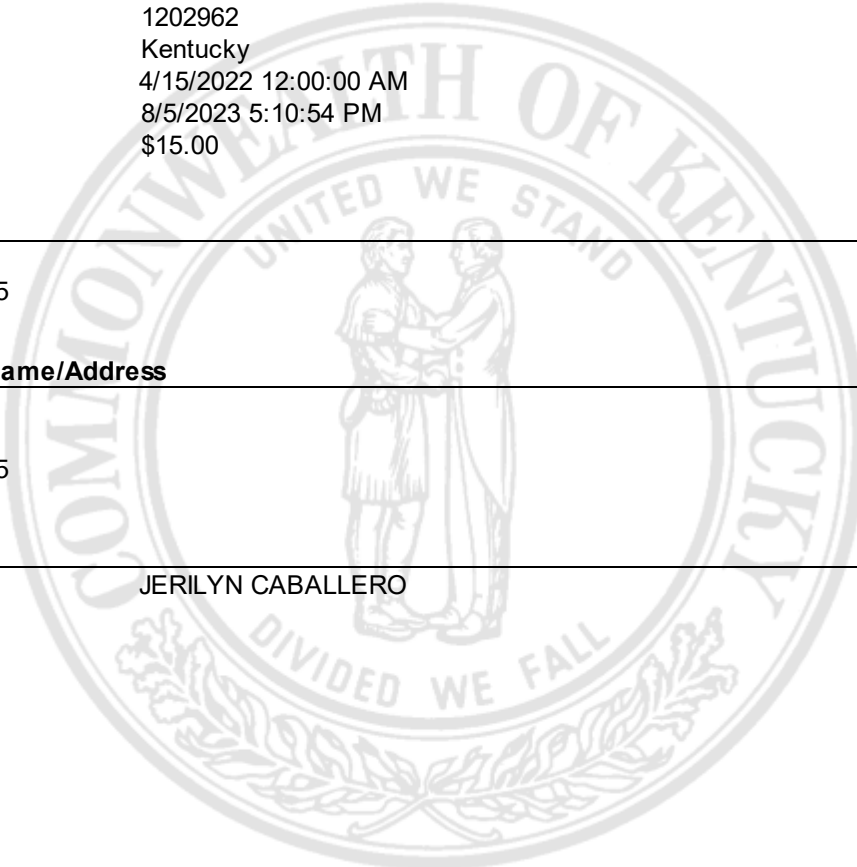 1202962
Kentucky
4/15/2022 12:00:00 AM
8/5/2023 5:10:54 PM
$15.00
5
ame/Address
5
JERILYN CABALLERO
COMMONWEALTH OF KENTUCKY
UNITED WE STAND
DIVIDED WE FALL